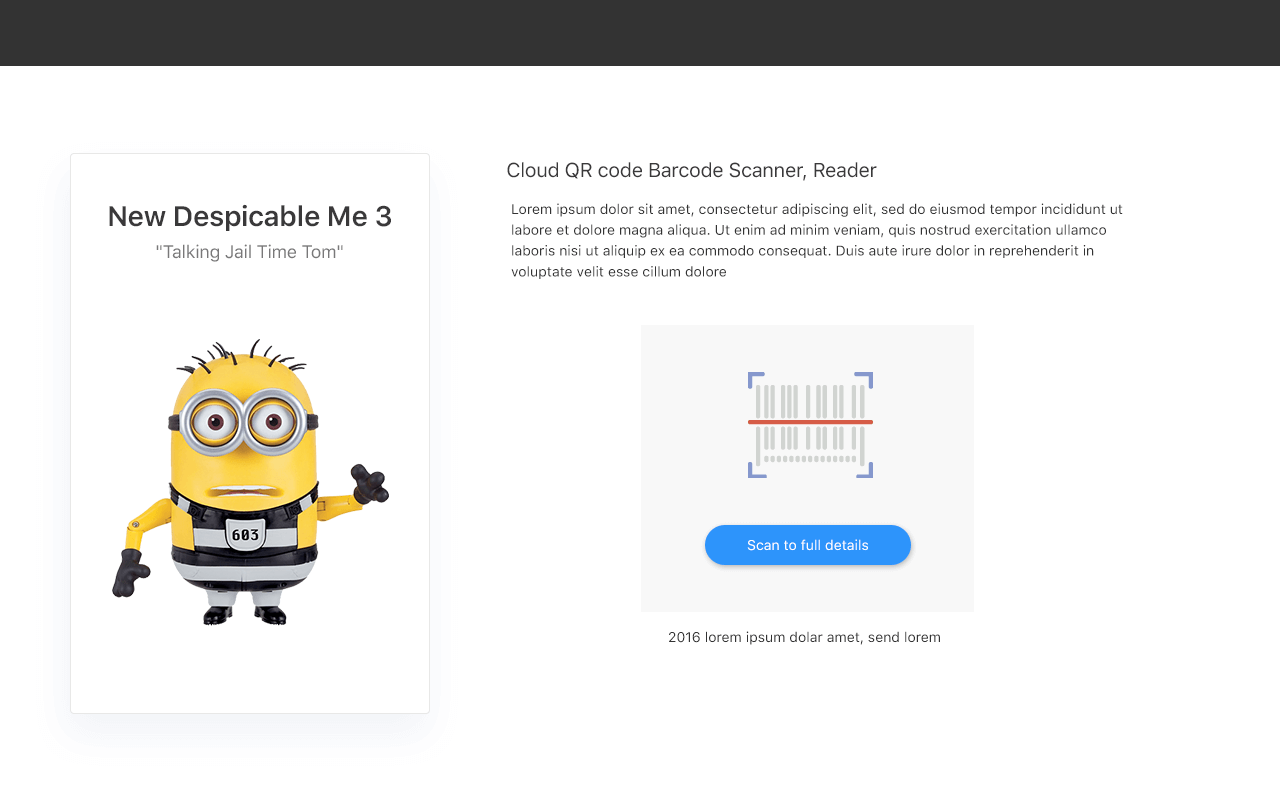 New Despicable Me 3
"Talking Jail Time Tom"
603
Cloud QR code Barcode Scanner, Reader
Lorem ipsum dolor sit amet, consectetur adipiscing elit, sed do eiusmod tempor incididunt ut
labore et dolore magna aliqua. Ut enim ad minim veniam, quis nostrud exercitation ullamco
laboris nisi ut aliquip ex ea commodo consequat. Duis aute irure dolor in reprehenderit in
voluptate velit esse cillum dolore
Scan to full details
2016 lorem ipsum dolar amet, send lorem